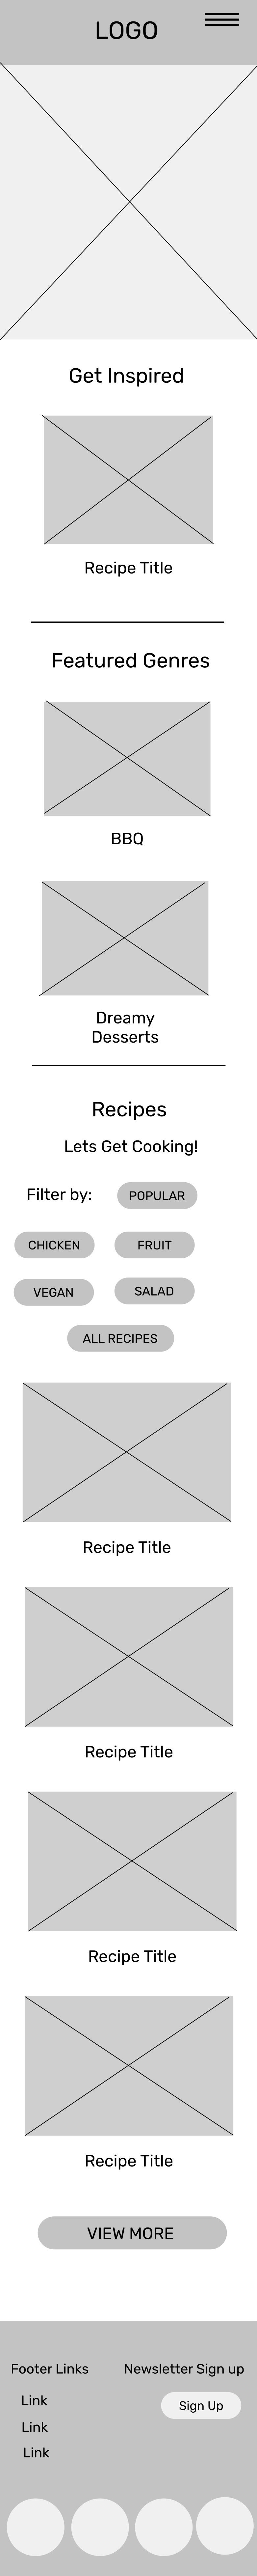 LOGO
Get Inspired
Recipe Title
Featured Genres
BBQ
Dreamy
Desserts
Recipes
Lets Get Cooking!
Filter by: POPULAR
CHICKEN FRUIT
VEGAN SALAD
ALL RECIPES
Recipe Title
Recipe Title
Recipe Title
Recipe Title
VIEW MORE
Footer Links Newsletter Sign up
Link Sign Up
Link
Link